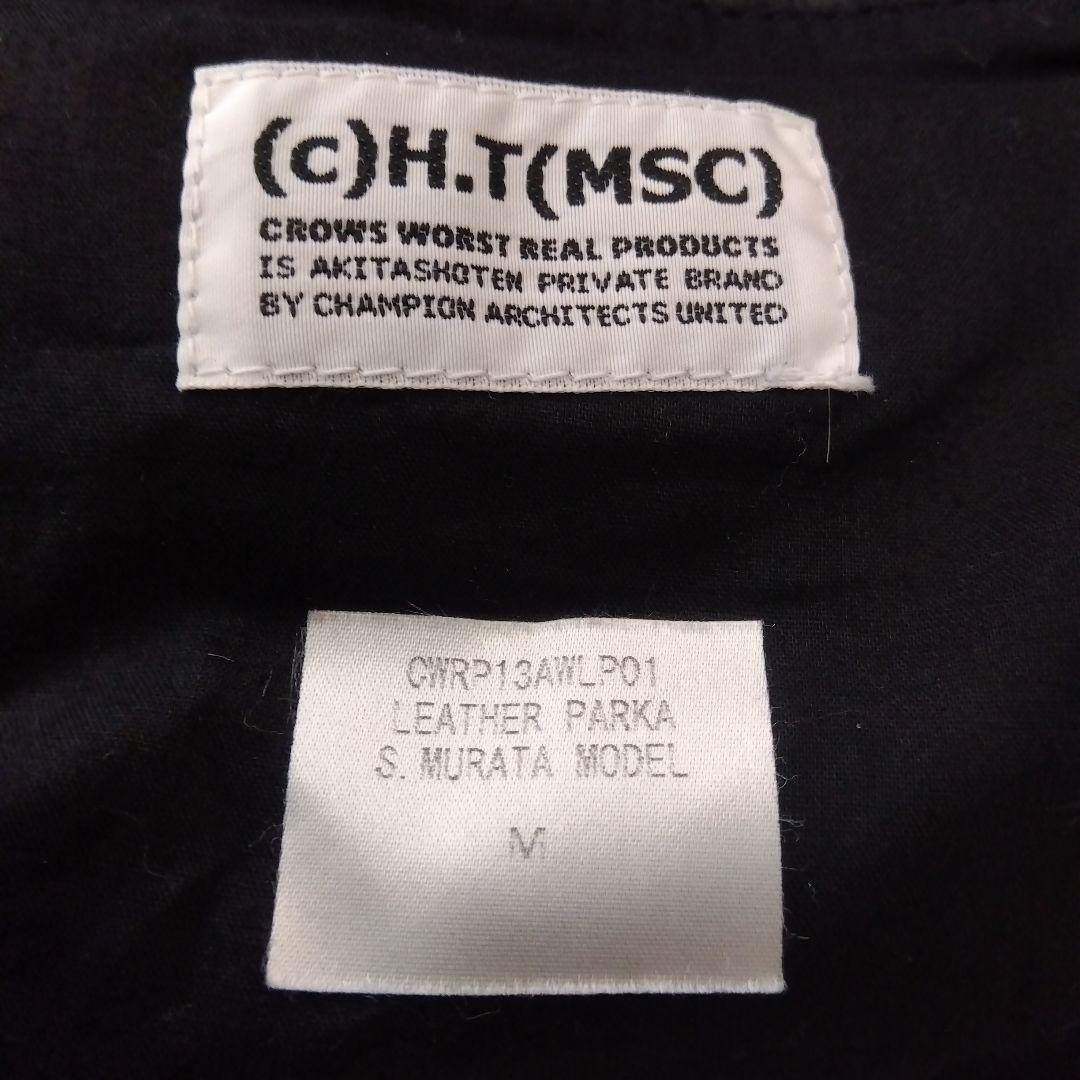 (c)H.T(MSC)
CROWS WORST REAL PRODUCTS
IS AKITASHOTEN PRIVATE BRAND
BY CHAMPION ARCHITECTS UNITED
CWRP13AWLP01
LEATHER PARKA
S. MURATA MODEL
M